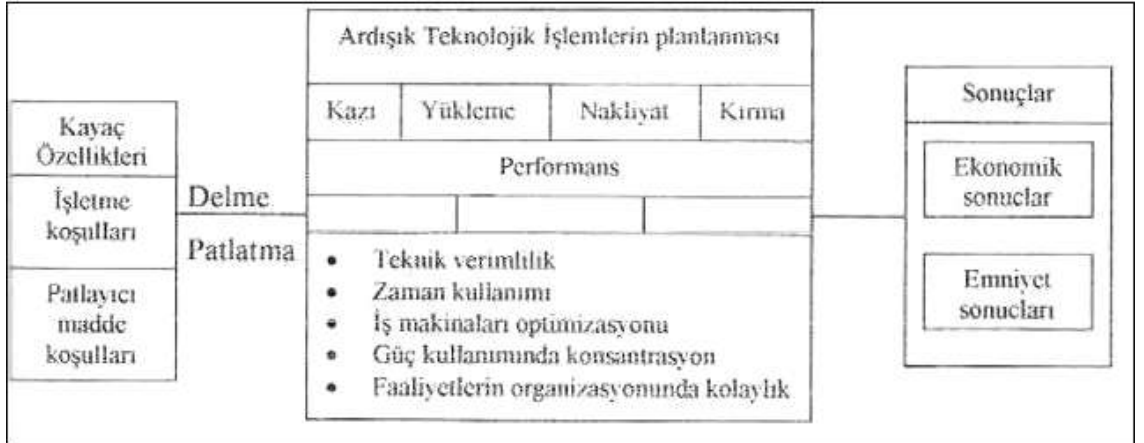 Kayaç
Özellikleri
İşletme
koşulları
Patlayıcı
madde
koşulları
Delme
Patlatma
Ardışık Teknolojik İşlemlerin planlanması
Kazı Yükleme Nakliyat Kırma
Performans
• Teknik verimlilik
• Zaman kullanımı
• İş makinaları optimizasyonu
• Güç kullanımında konsantrasyon
• Faaliyetlerin organizasyonunda kolaylık
Sonuçlar
Ekonomik
sonuçlar
Emniyet
sonucları